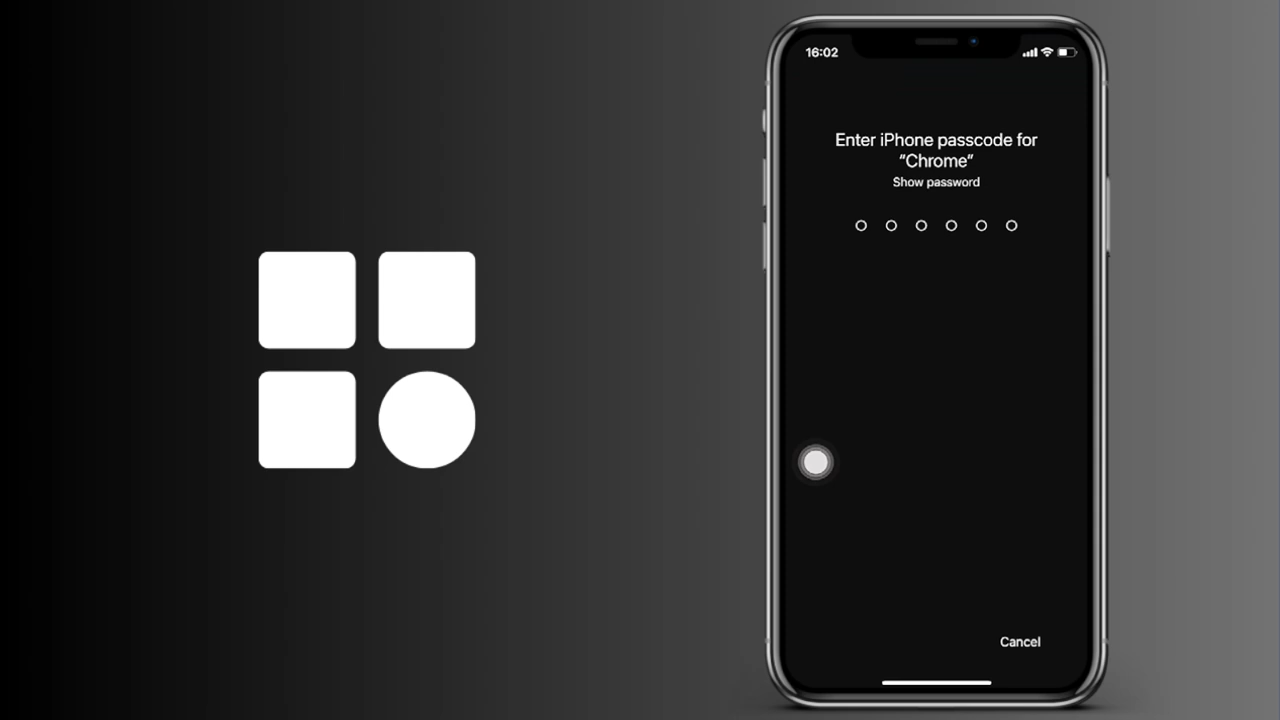 16:02
Enter iPhone passcode for
“Chrome”
Show password
Cancel